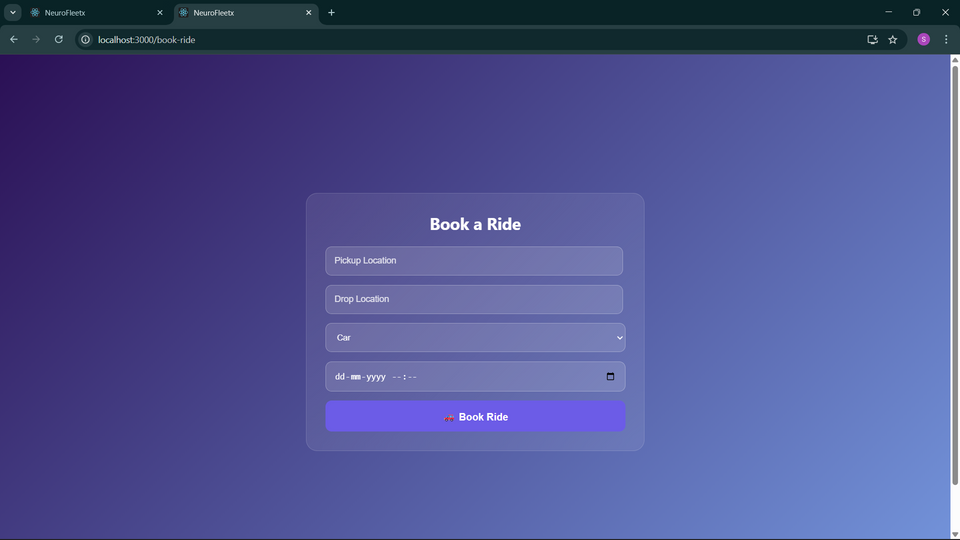 NeuroFleetx
NeuroFleetx
localhost:3000/book-ride
S
Book a Ride
Pickup Location
Drop Location
Car
dd-mm-yyyy --:--
Book Ride